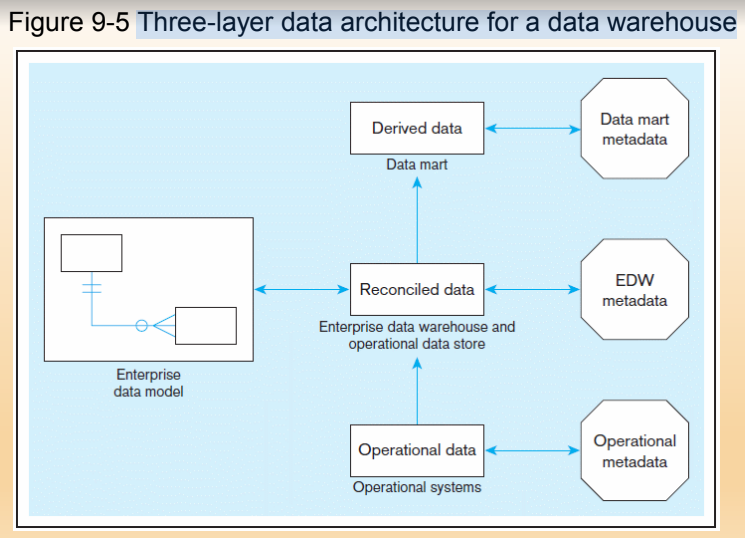 Figure 9-5 Three-layer data architecture for a data warehouse
Derived data
Data mart
Data mart
metadata
Reconciled data
Enterprise data warehouse and
operational data store
EDW
metadata
Enterprise
data model
Operational data
Operational systems
Operational
metadata